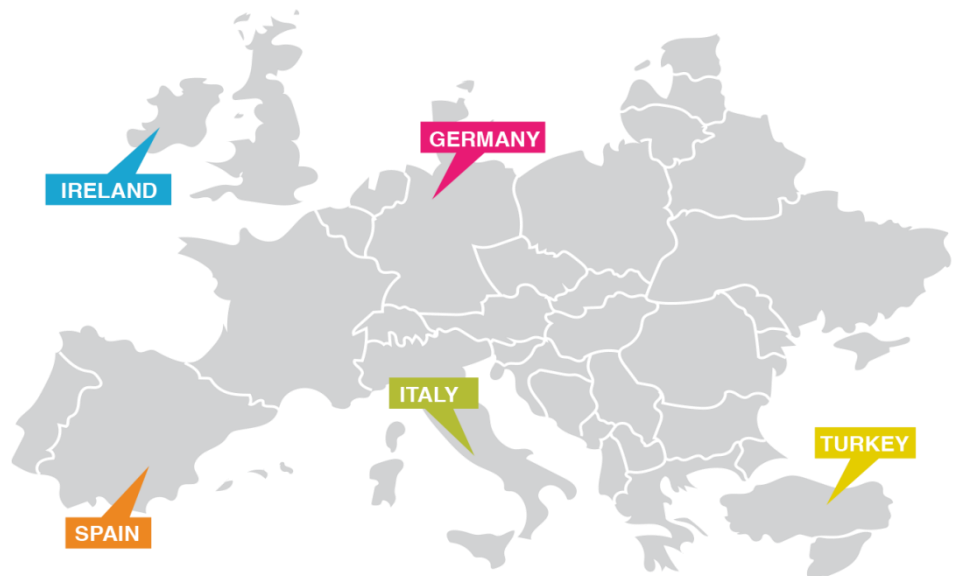 GERMANY
IRELAND
ITALY
TURKEY
SPAIN